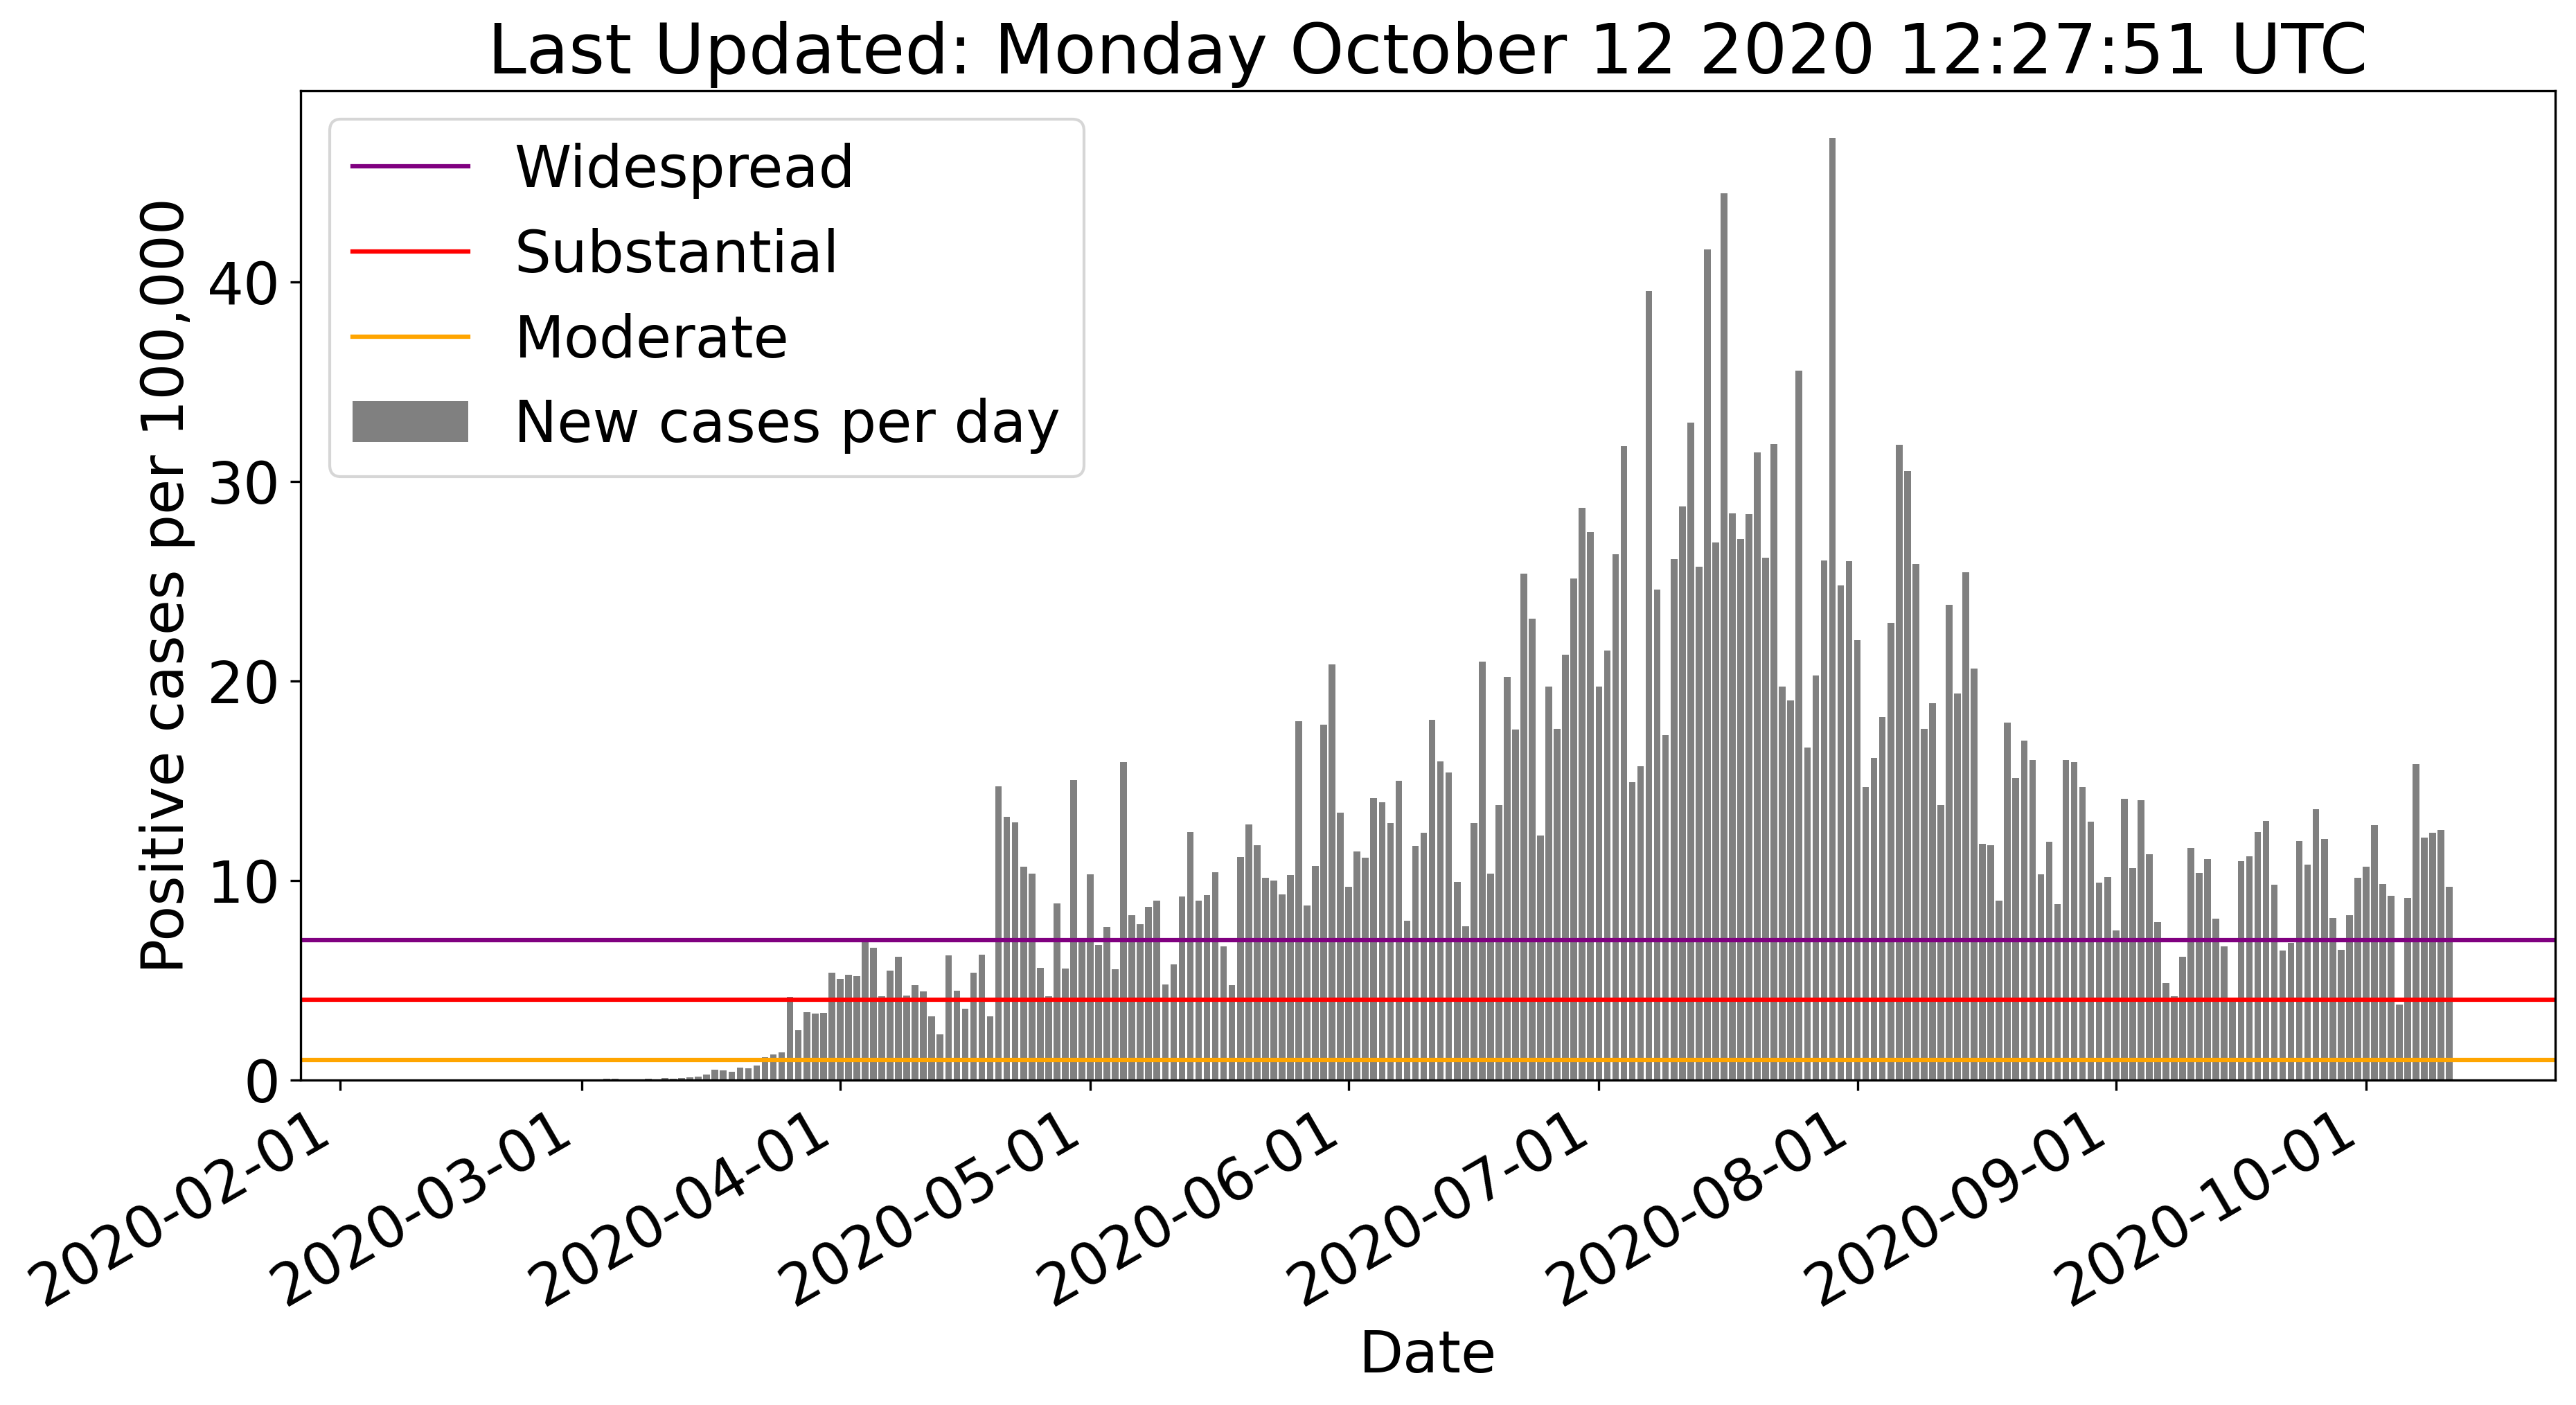 Last Updated: Monday October 12 2020 12:27:51 UTC
Widespread
Substantial
Moderate
New cases per day
Positive cases per 100,000
40
30
20
10
0
2020-02-01
2020-03-01
2020-04-01
2020-05-01
2020-06-01
2020-07-01
2020-08-01
2020-09-01
2020-10-01
Date